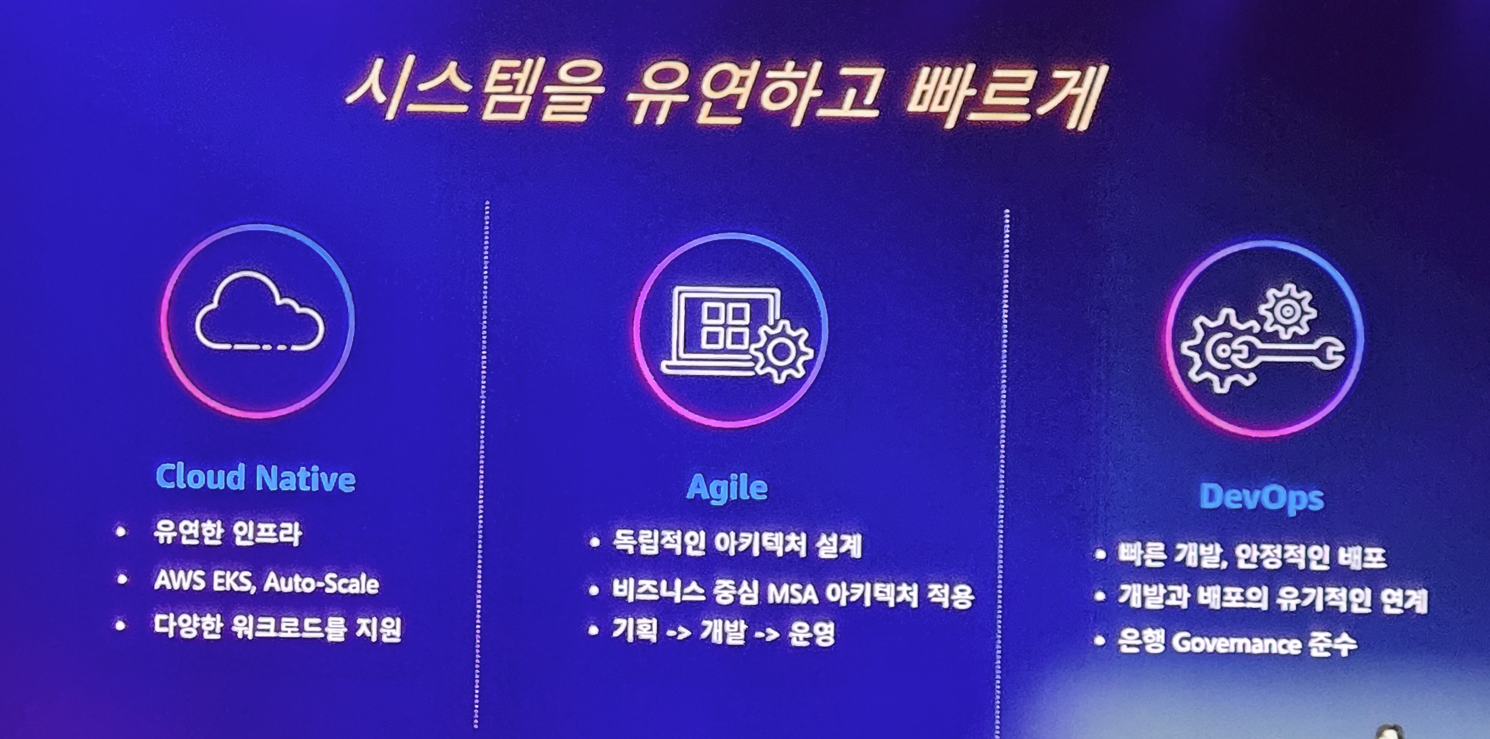 시스템을 유연하고 빠르게
Cloud Native
• 유연한 인프라
• AWS EKS, Auto-Scale
• 다양한 워크로드를 지원
Agile
• 독립적인 아키텍처 설계
• 비즈니스 중심 MSA 아키텍처 적용
• 기획 -> 개발 -> 운영
DevOps
• 빠른 개발, 안정적인 배포
• 개발과 배포의 유기적인 연계
• 은행 Governance 준수